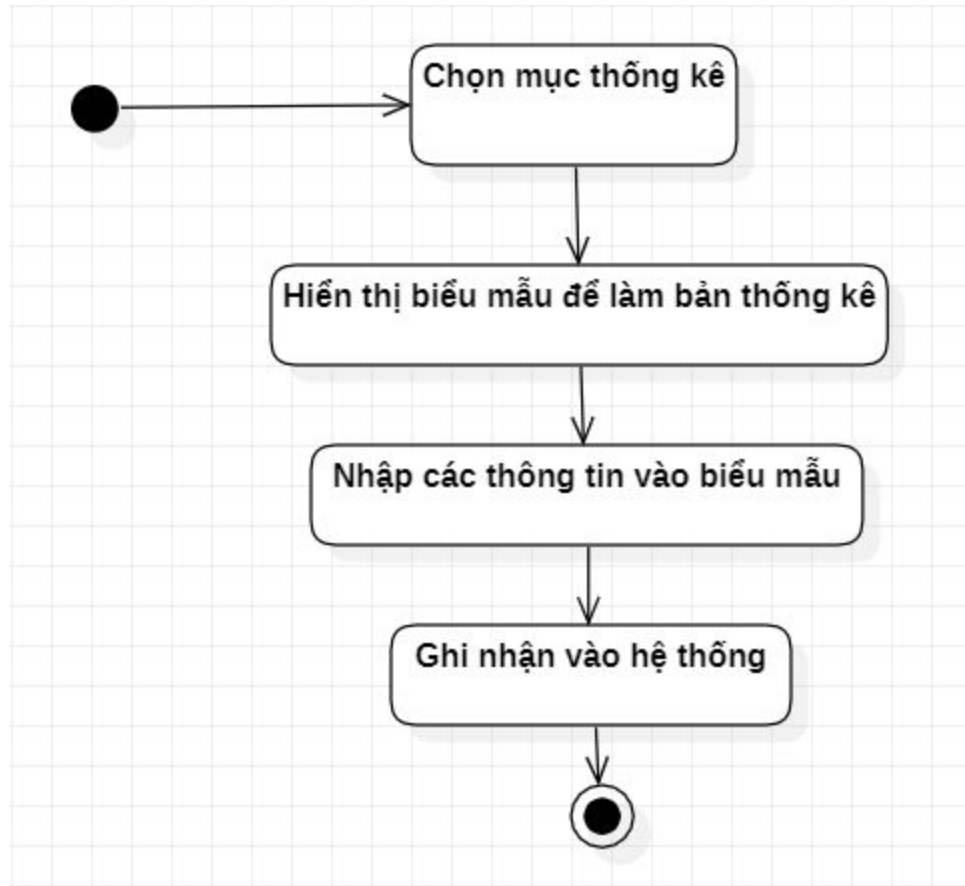 Chọn mục thống kê
Hiển thị biểu mẫu để làm bản thống kê
Nhập các thông tin vào biểu mẫu
Ghi nhận vào hệ thống